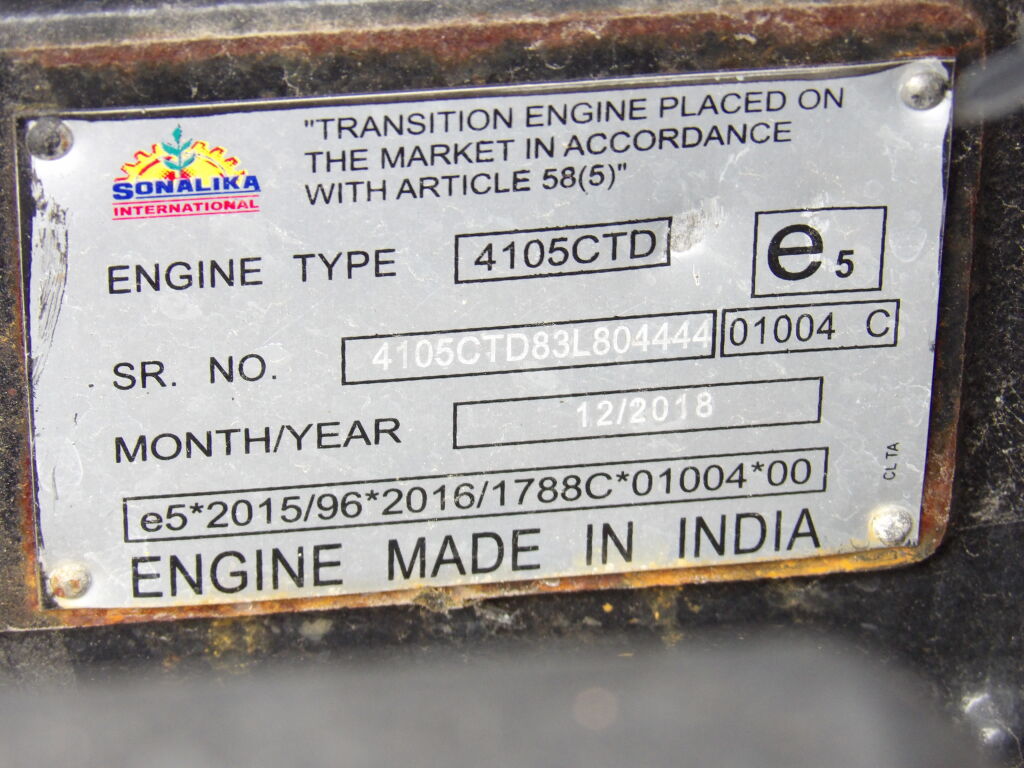 SONALIKA
INTERNATIONAL
"TRANSITION ENGINE PLACED ON
THE MARKET IN ACCORDANCE
WITH ARTICLE 58(5)"
ENGINE TYPE 4105CTD e5
SR. NO. 4105CTD83L804444 01004 C
MONTH/YEAR 12/2018
e5*2015/96*2016/1788C*01004*00
CL TA
ENGINE MADE IN INDIA